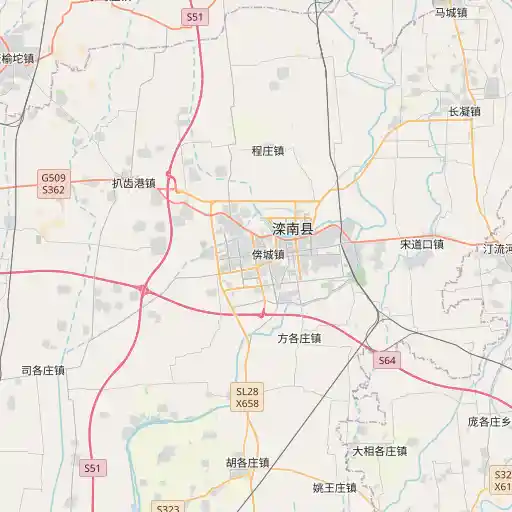 S51
马城镇
榆坨镇
长凝镇
程庄镇
G509
S362
扒齿港镇
滦南县
宋道口镇
汀流河
傍城镇
方各庄镇
S64
司各庄镇
SL28
X658
庞各庄乡
大相各庄镇
胡各庄镇
S51
S32
X61
姚王庄镇
S323